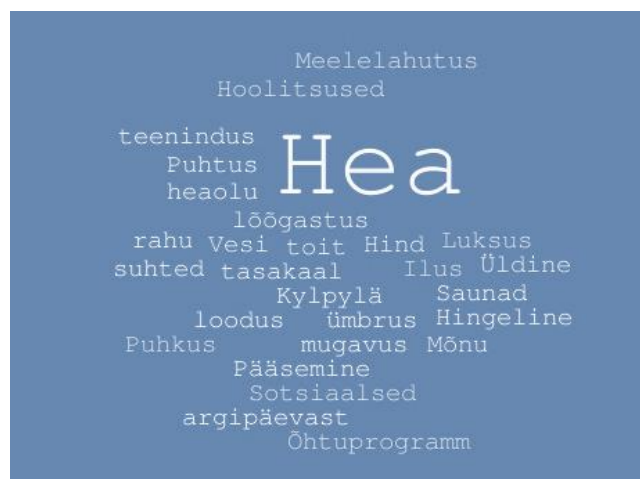 Meelelahutus
Hoolitsused
teenindus
Hea
Puhtus
heaolu
lõõgastus
rahu Vesi toit Hind Luksus
suhted tasakaal Ilus Üldine
Kylpylä Saunad
loodus ümbrus Hingeline
Puhkus mugavus Mõnu
Pääsemine
Sotsiaalsed
argipäevast
Õhtuprogramm